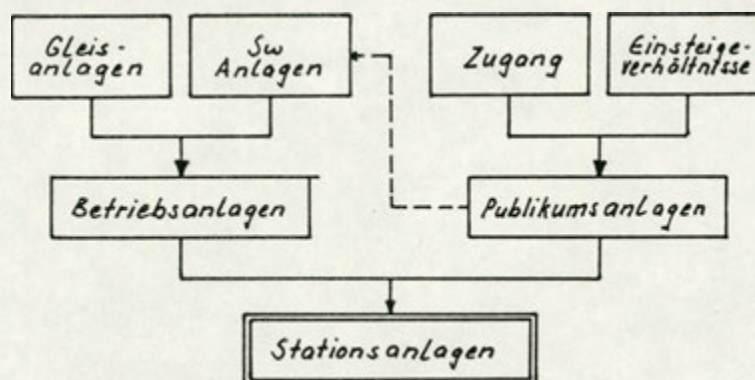 Gleis-
anlagen
Sw
Anlagen
Zugang
Einsteige-
verhältnisse
Betriebsanlagen
Publikumsanlagen
Stationsanlagen